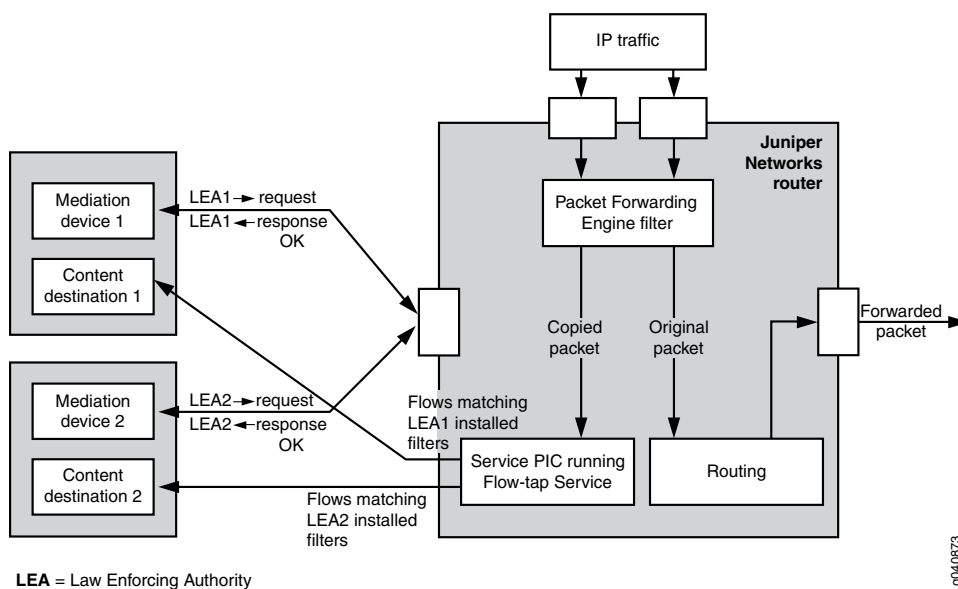 IP traffic
Juniper
Networks
router
Packet Forwarding
Engine filter
Mediation
device 1
LEA1 → request
LEA1 ← response
OK
Content
destination 1
Copied
packet
Original
packet
Forwarded
packet
Mediation
device 2
LEA2 → request
LEA2 ← response
OK
Content
destination 2
Flows matching
LEA1 installed
filters
Service PIC running
Flow-tap Service
Routing
Flows matching
LEA2 installed
filters
g040873
LEA = Law Enforcing Authority